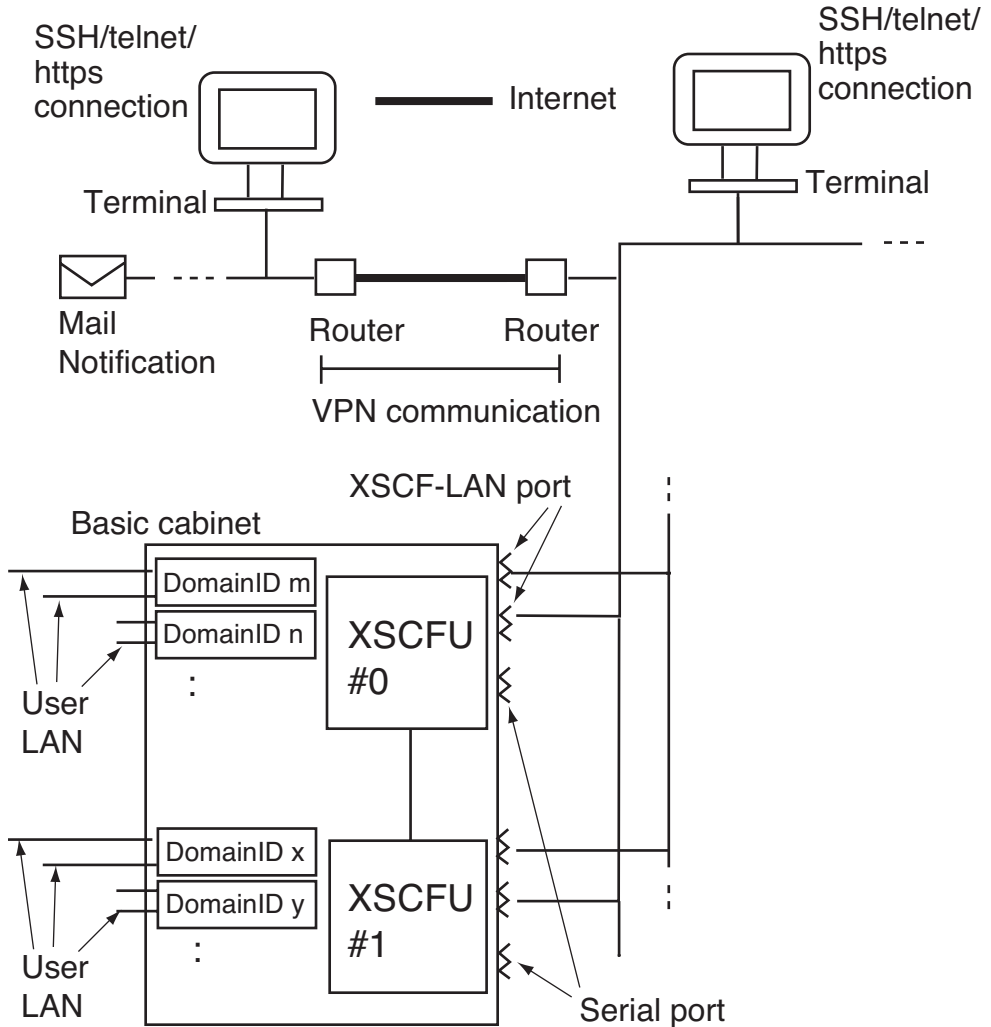 SSH/telnet/
https
connection
Internet
SSH/telnet/
https
connection
Terminal
Terminal
Mail
Notification
Router
Router
VPN communication
XSCF-LAN port
Basic cabinet
DomainID m
DomainID n
:
XSCFU
#0
User
LAN
DomainID x
DomainID y
:
XSCFU
#1
User
LAN
Serial port